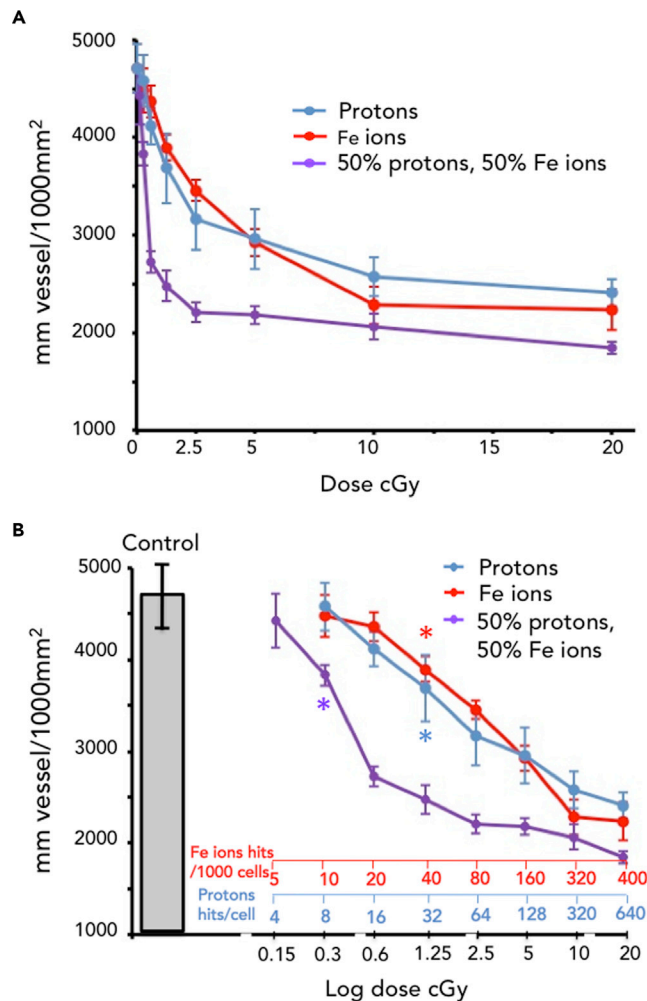 A
5000
4000
3000
2000
1000
mm vessel/1000mm²
Protons
Fe ions
50% protons, 50% Fe ions
0 2.5 5 10 15 20
Dose cGy
B
Control
5000
4000
3000
2000
1000
mm vessel/1000mm²
Protons
Fe ions
50% protons,
50% Fe ions
*
*
*
Fe ions hits
/1000 cells
5 10 20 40 80 160 320 400
Protons
hits/cell
4 8 16 32 64 128 320 640
0.15 0.3 0.6 1.25 2.5 5 10 20
Log dose cGy